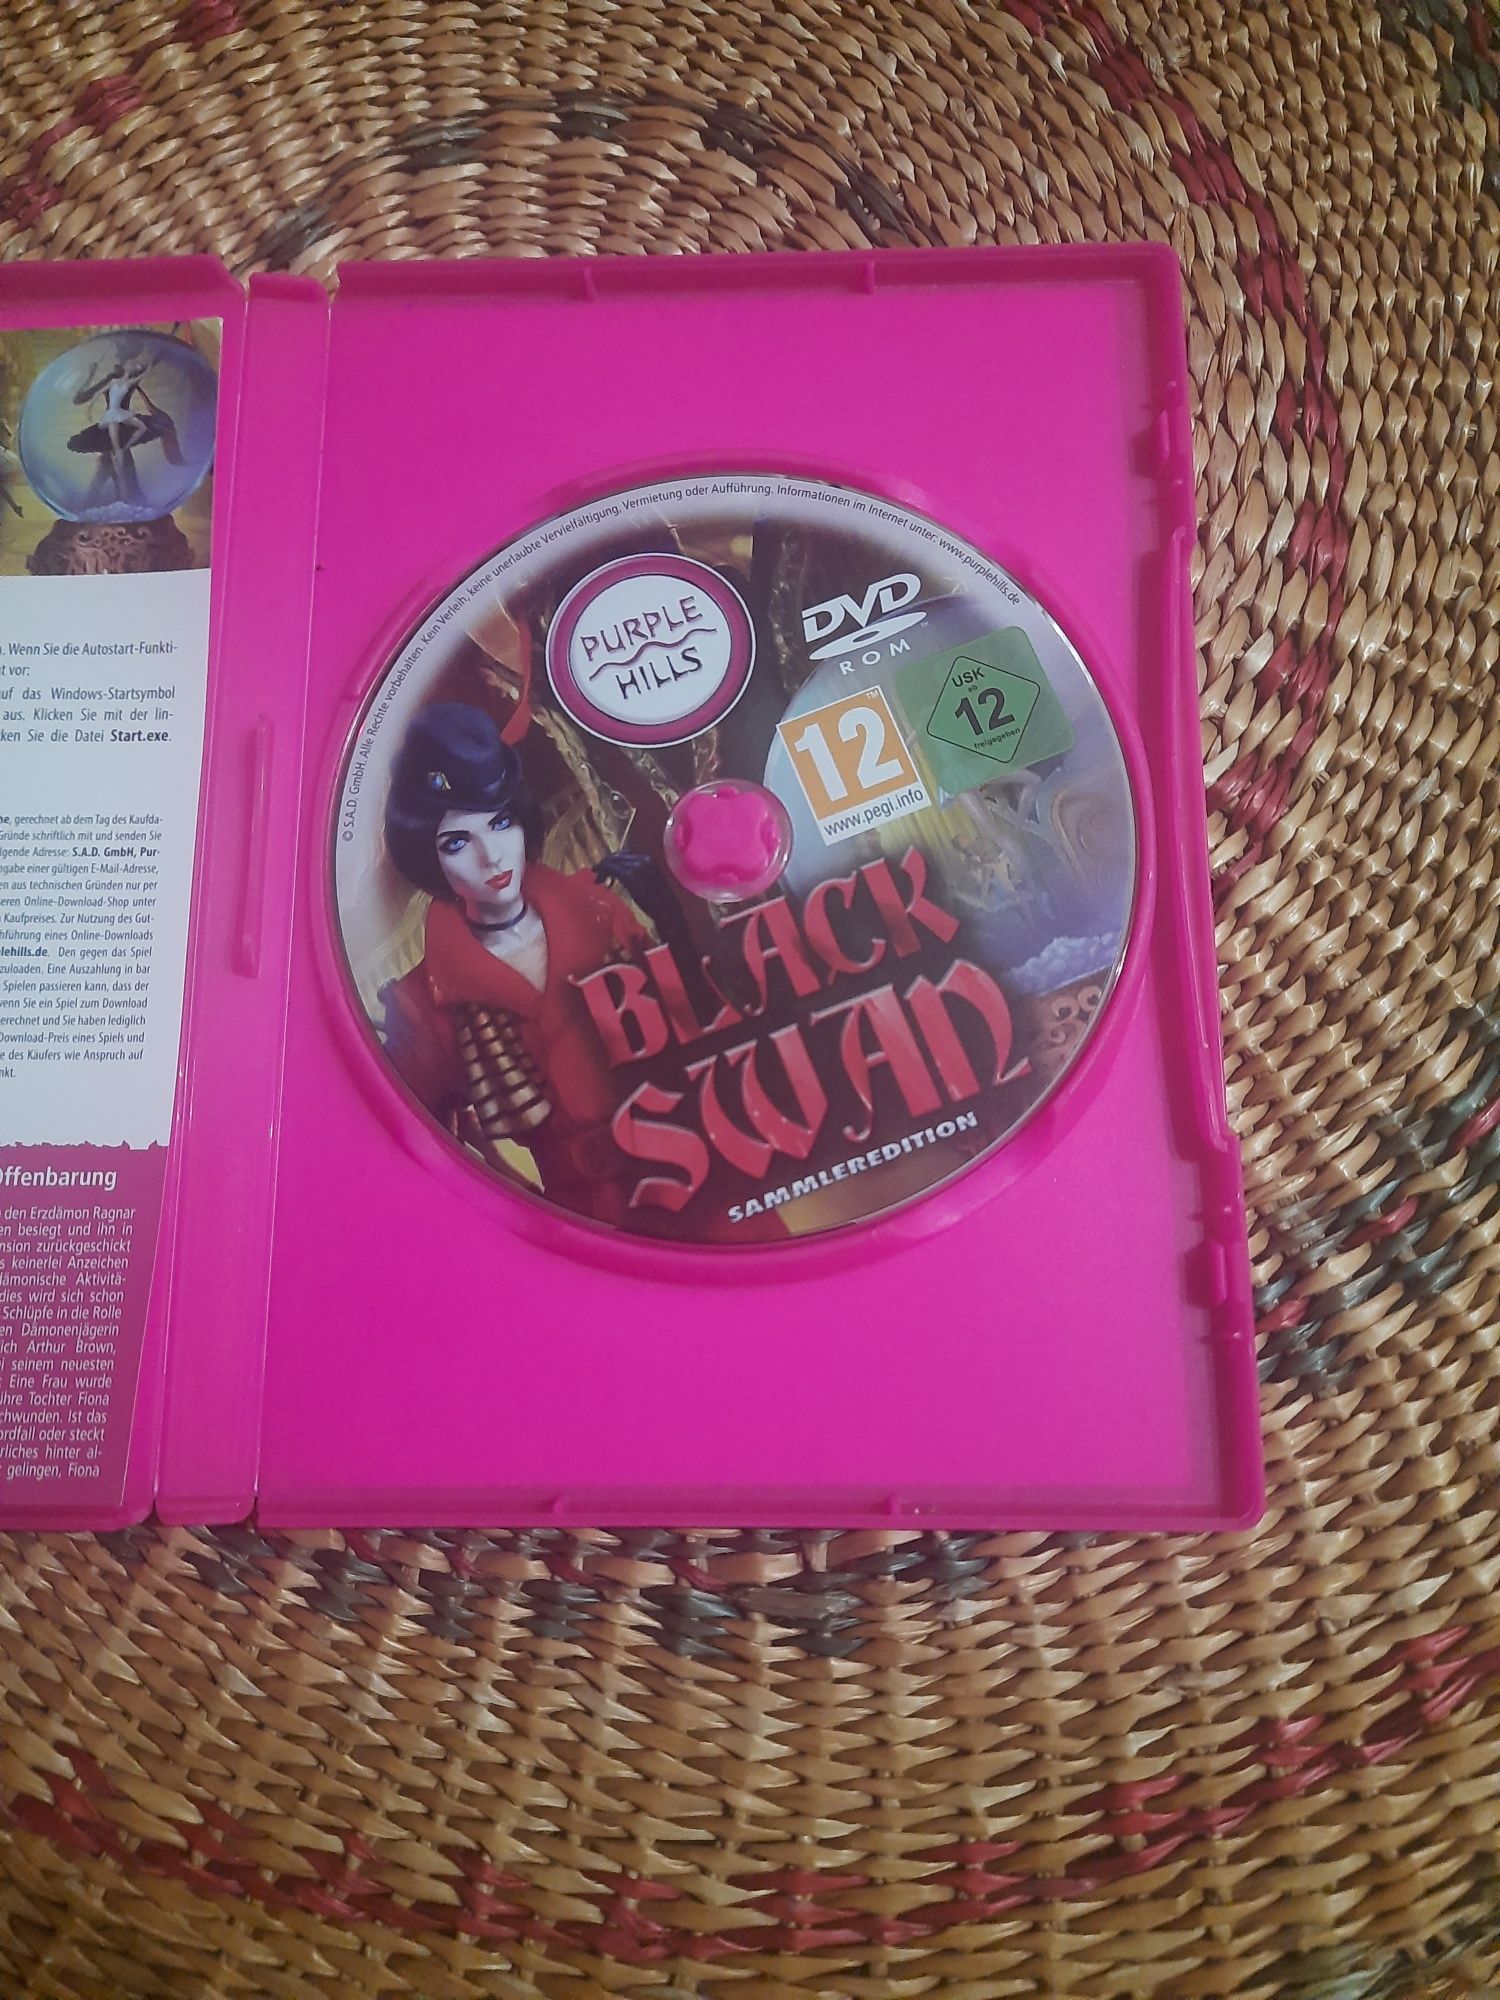 . Wenn Sie die Autostart-Funkti-
t vor:
uf das Windows-Startsymbol
aus. Klicken Sie mit der lin-
ken Sie die Datei Start.exe.
he, gerechnet ab dem Tag des Kaufda-
Gründe schriftlich mit und senden Sie
lgende Adresse: S.A.D. GmbH, Pur-
ngabe einer gültigen E-Mail-Adresse,
en aus technischen Gründen nur per
seren Online-Download-Shop unter
Kaufpreises. Zur Nutzung des Gut-
hführung eines Online-Downloads
lehills.de. Den gegen das Spiel
zuloaden. Eine Auszahlung in bar
Spielen passieren kann, dass der
wenn Sie ein Spiel zum Download
erechnet und Sie haben lediglich
Download-Preis eines Spiels und
e des Käufers wie Anspruch auf
nkt.
Offenbarung
den Erzdämon Ragnar
en besiegt und ihn in
nsion zurückgeschickt
s keinerlei Anzeichen
dämonische Aktivitä-
dies wird sich schon
Schlüpfe in die Rolle
en Dämonenjägerin
ich Arthur Brown,
i seinem neuesten
: Eine Frau wurde
ihre Tochter Fiona
chwunden. Ist das
ordfall oder steckt
rliches hinter al-
gelingen, Fiona
© S.A.D. GmbH. Alle Rechte vorbehalten. Kein Verleih, keine unerlaubte Vervielfältigung, Vermietung oder Aufführung. Informationen im Internet unter: www.purplehills.de
PURPLE
HILLS
DVD™
ROM
12™
www.pegi.info
USK
ab
12
freigegeben
BLACK
SWAN
SAMMLEREDITION